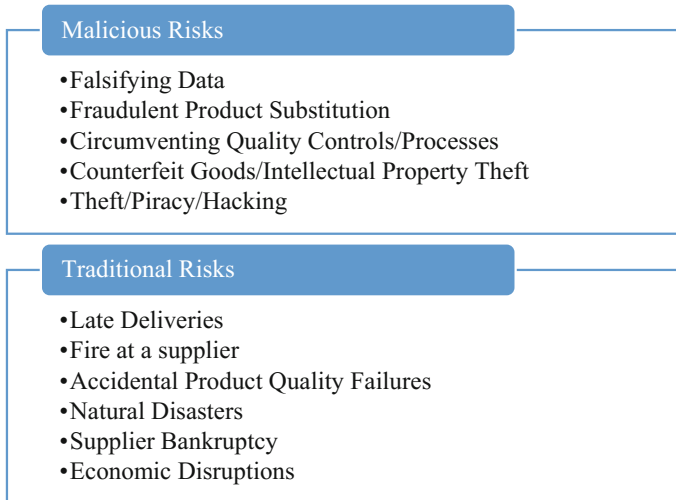 Malicious Risks
•Falsifying Data
•Fraudulent Product Substitution
•Circumventing Quality Controls/Processes
•Counterfeit Goods/Intellectual Property Theft
•Theft/Piracy/Hacking
Traditional Risks
•Late Deliveries
•Fire at a supplier
•Accidental Product Quality Failures
•Natural Disasters
•Supplier Bankruptcy
•Economic Disruptions